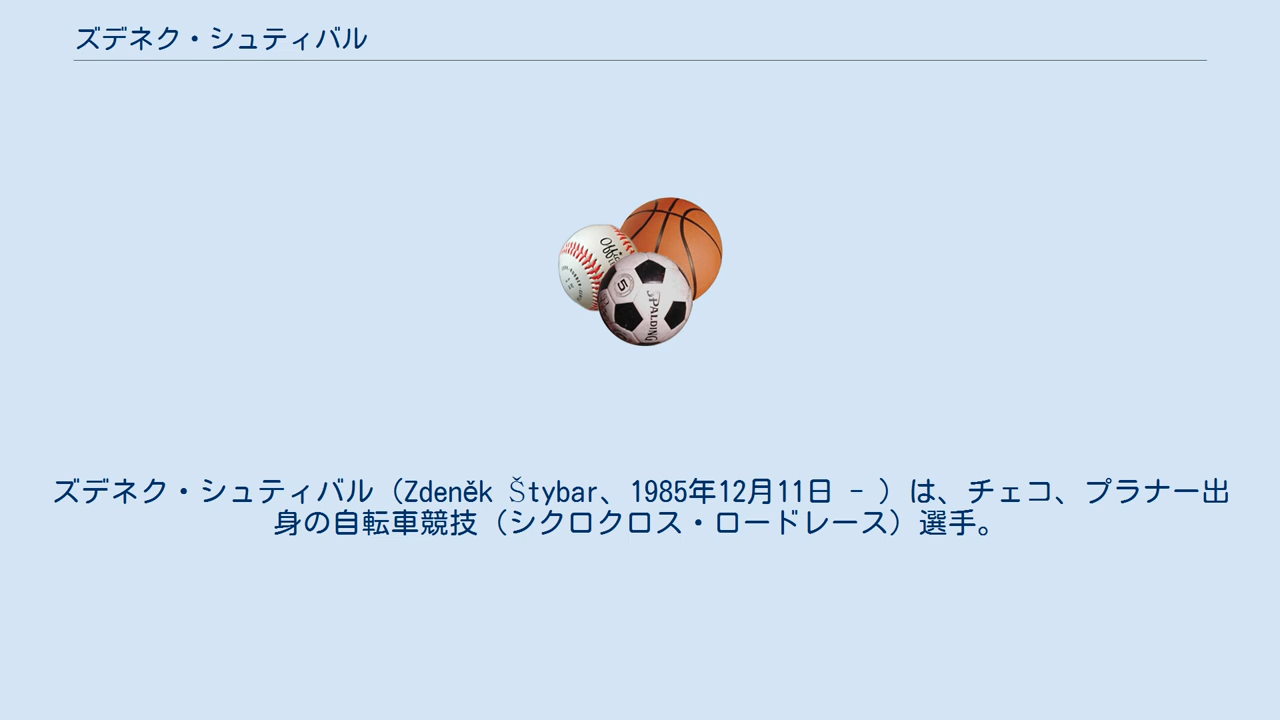 ズデネク・シュティバル
Offici
5
SPALDING
ズデネク・シュティバル（Zdeněk Štybar、1985年12月11日 - ）は、チェコ、プラナー出
身の自転車競技（シクロクロス・ロードレース）選手。